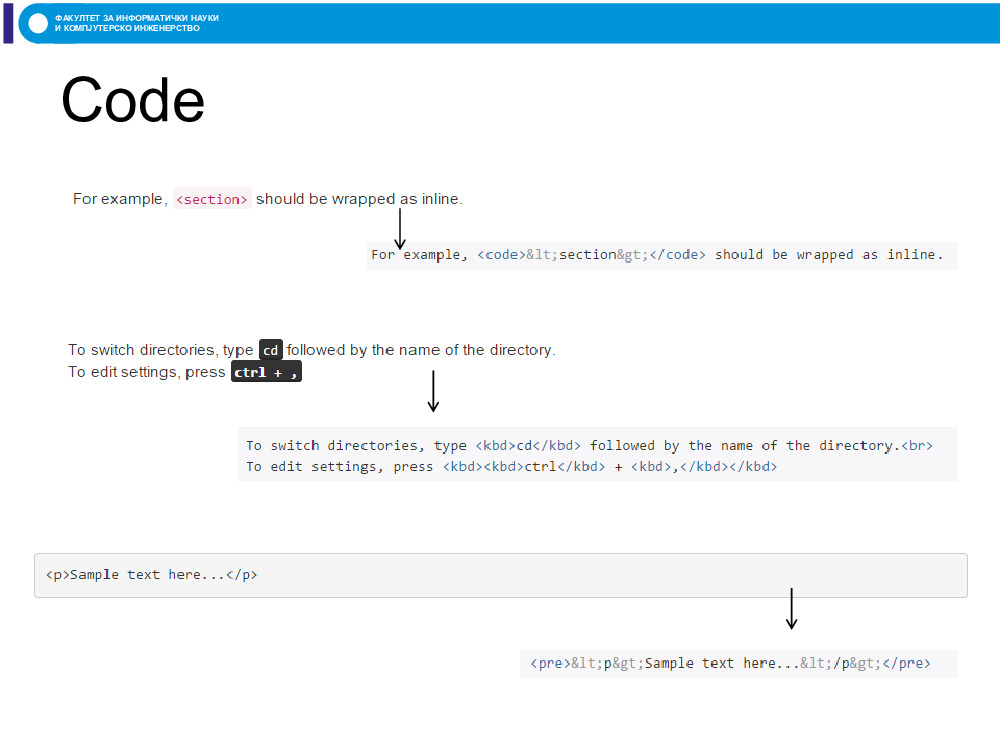 ФАКУЛТЕТ ЗА ИНФОРМАТИЧКИ НАУКИ
И КОМПЈУТЕРСКО ИНЖЕНЕРСТВО
Code
For example, <section> should be wrapped as inline.
For example, <code>&lt;section&gt;</code> should be wrapped as inline.
To switch directories, type cd followed by the name of the directory.
To edit settings, press ctrl + ,
To switch directories, type <kbd>cd</kbd> followed by the name of the directory.<br>
To edit settings, press <kbd><kbd>ctrl</kbd> + <kbd>,</kbd></kbd>
<p>Sample text here...</p>
<pre>&lt;p&gt;Sample text here...&lt;/p&gt;</pre>